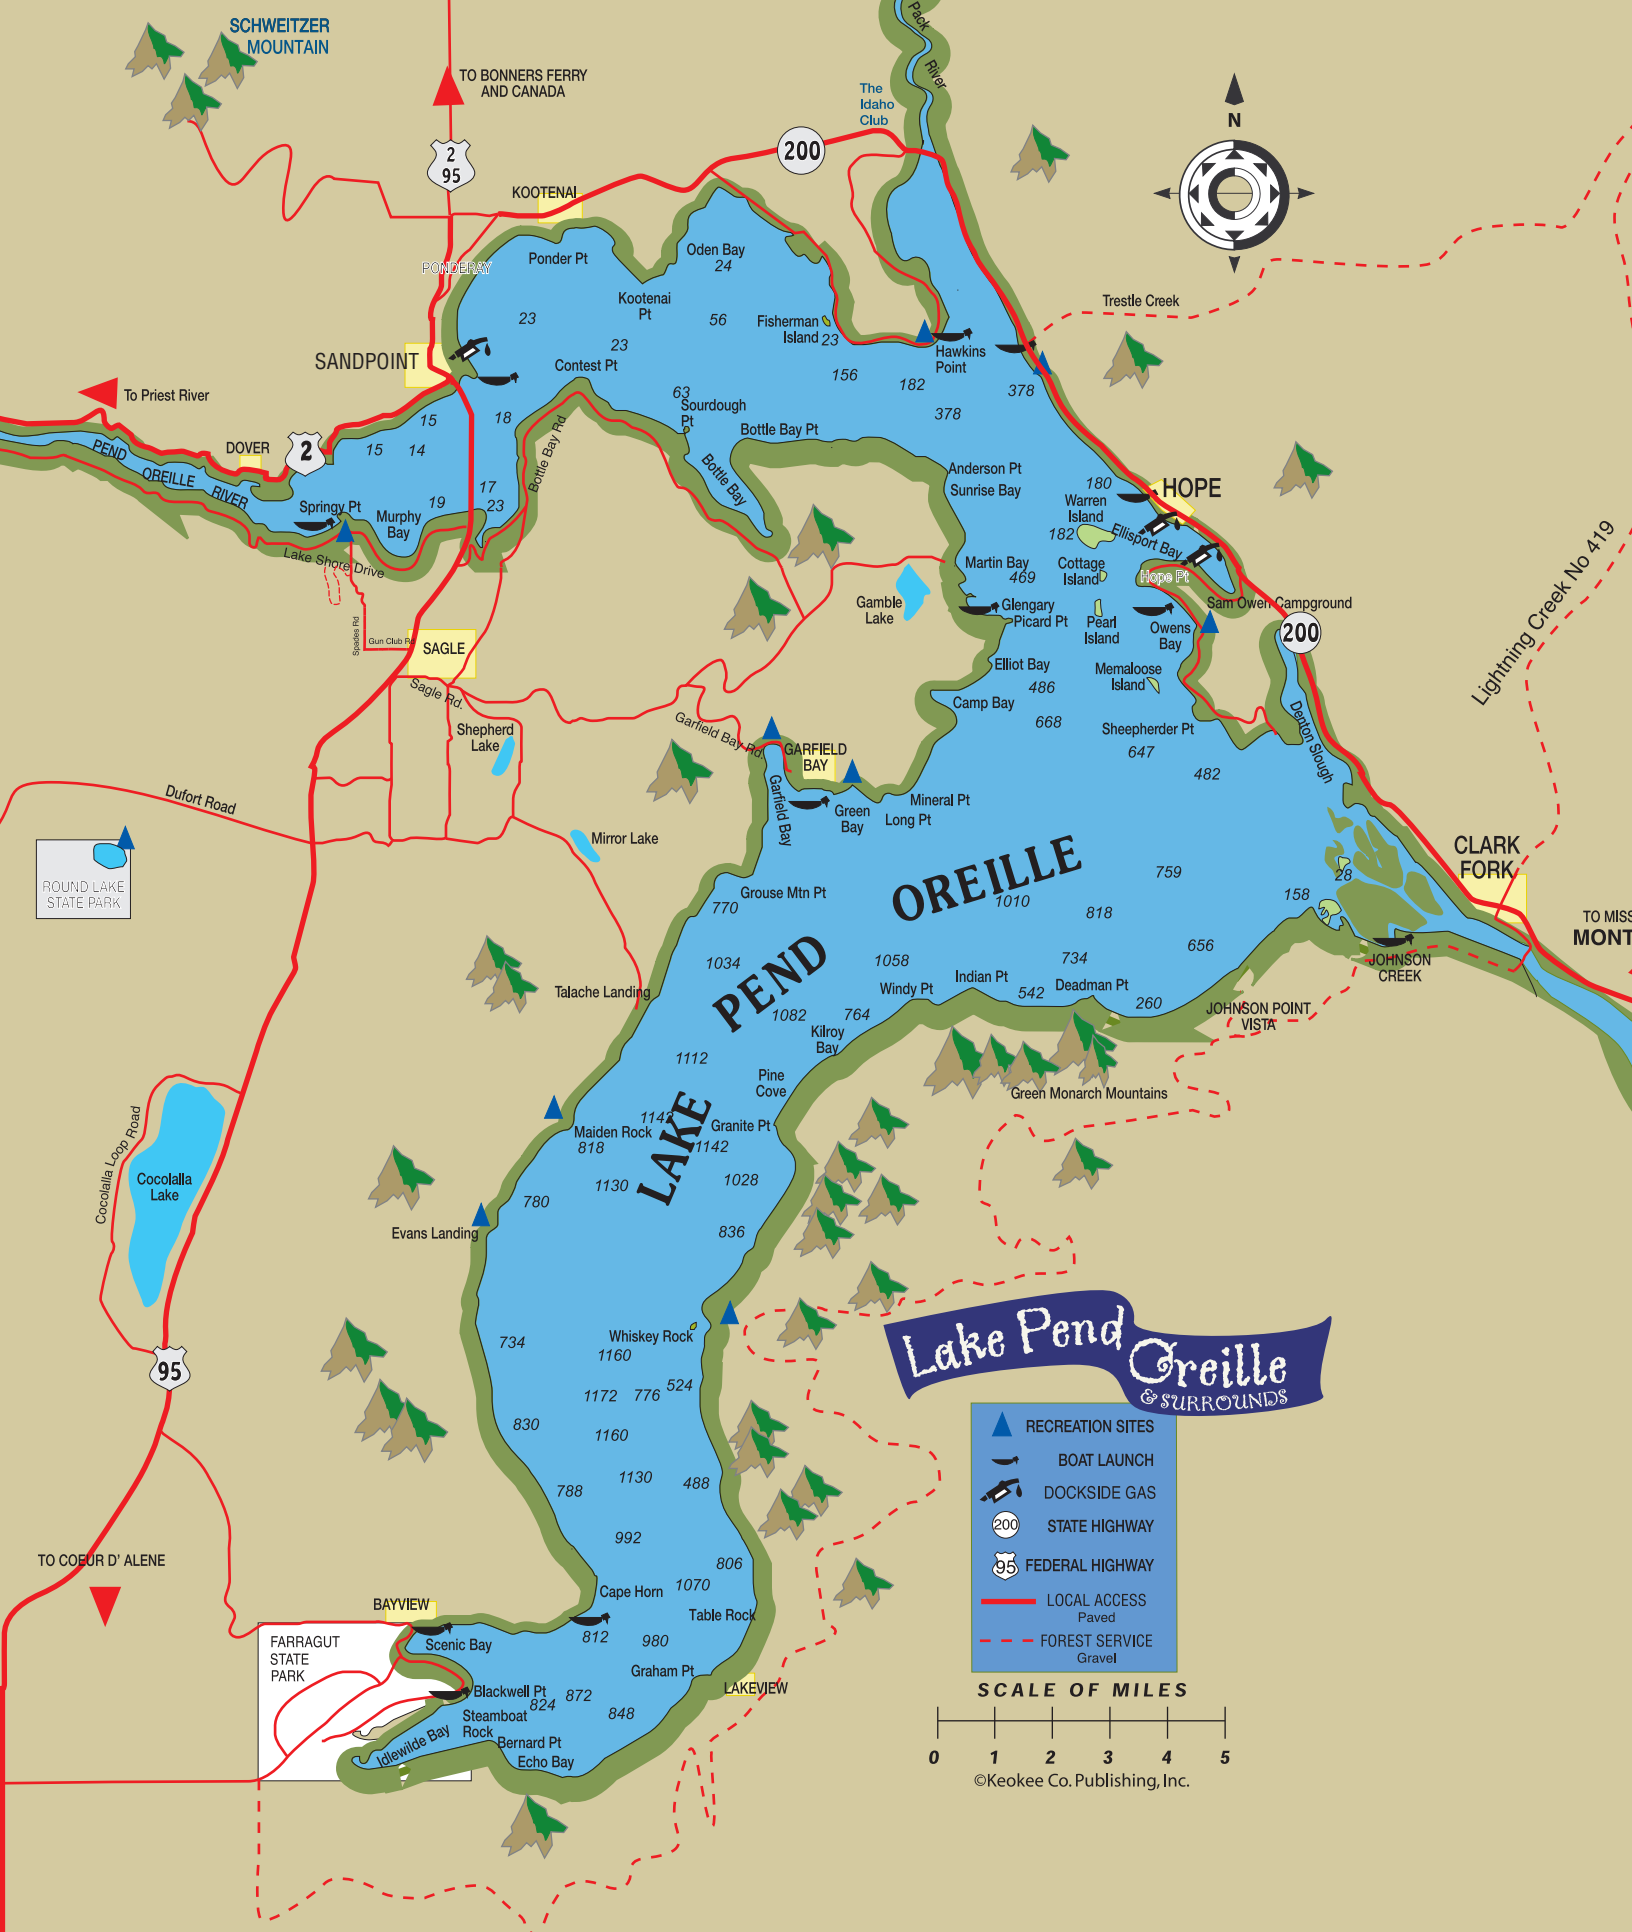 SCHWEITZER
MOUNTAIN
TO BONNERS FERRY
AND CANADA
2
95
KOOTENAI
200
The
Idaho
Club
Pack
River
N
PONDERAY
Ponder Pt
Oden Bay
24
Kootenai
Pt
23
56
Fisherman
Island
23
23
Trestle Creek
SANDPOINT
Contest Pt
Hawkins
Point
156
182
378
378
To Priest River
63
Sourdough
Pt
Bottle Bay Pt
Bottle Bay
Bottle Bay Rd
15
18
15
14
DOVER
2
PEND
OREILLE
RIVER
Springy Pt
Murphy
Bay
19
17
23
Lake Shore Drive
Spades Rd
Gun Club Rd
SAGLE
Sagle Rd.
Anderson Pt
Sunrise Bay
180
HOPE
Warren
Island
182
Ellisport Bay
Martin Bay
469
Cottage
Island
Hope Pt
Gamble
Lake
Glengary
Picard Pt
Pearl
Island
Owens
Bay
Sam Owen Campground
200
Lightning Creek No 419
Elliot Bay
486
Memaloose
Island
Camp Bay
668
Sheepherder Pt
647
482
Denton Slough
Shepherd
Lake
Garfield Bay Rd.
GARFIELD
BAY
Garfield Bay
Green
Bay
Mineral Pt
Long Pt
Dufort Road
Mirror Lake
ROUND LAKE
STATE PARK
CLARK
FORK
28
158
TO MISS
MONT
JOHNSON
CREEK
Grouse Mtn Pt
770
OREILLE
1010
759
818
656
734
1034
PEND
1058
Windy Pt
Indian Pt
542
Deadman Pt
260
JOHNSON POINT
VISTA
Talache Landing
1082
764
Kilroy
Bay
1112
Pine
Cove
Green Monarch Mountains
LAKE
1142
Maiden Rock
818
Granite Pt
1142
1130
1028
780
836
Evans Landing
Cocolalla Loop Road
Cocolalla
Lake
95
734
Whiskey Rock
1160
1172
776
524
830
1160
1130
488
788
992
806
Cape Horn
1070
Table Rock
812
980
Graham Pt
LAKEVIEW
TO COEUR D' ALENE
BAYVIEW
FARRAGUT
STATE
PARK
Scenic Bay
Blackwell Pt
824
872
848
Steamboat
Rock
Idlewilde Bay
Bernard Pt
Echo Bay
Lake Pend
Oreille
& SURROUNDS
RECREATION SITES
BOAT LAUNCH
DOCKSIDE GAS
200
STATE HIGHWAY
95
FEDERAL HIGHWAY
LOCAL ACCESS
Paved
FOREST SERVICE
Gravel
SCALE OF MILES
0 1 2 3 4 5
©Keokee Co. Publishing, Inc.